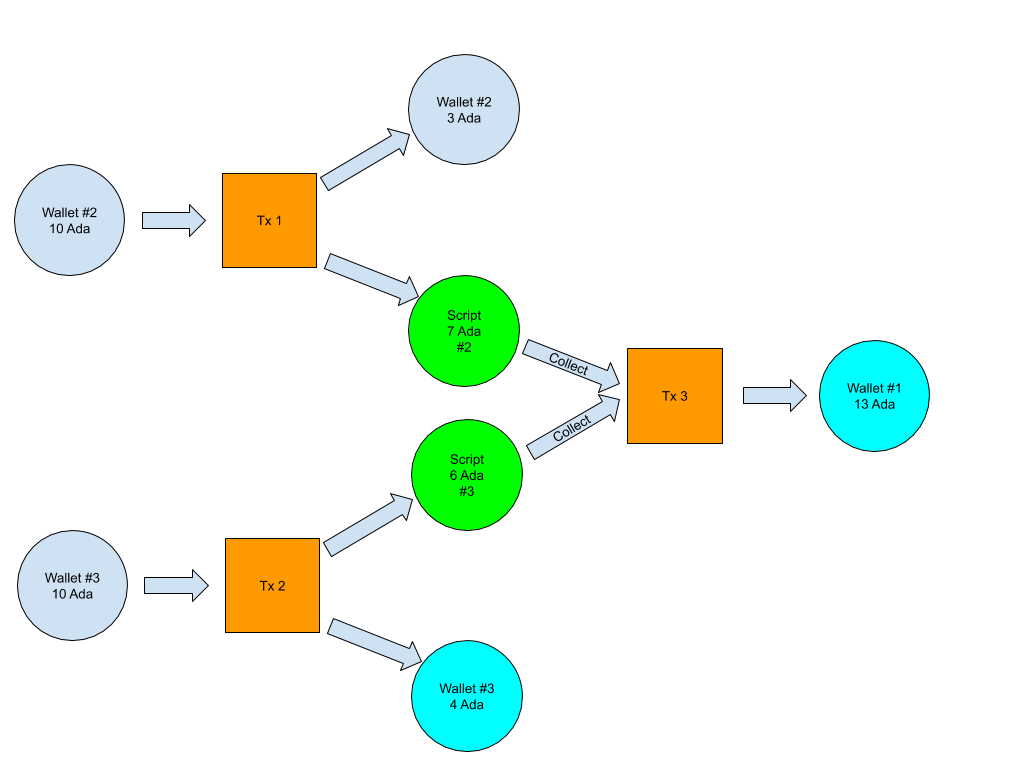 Wallet #2
3 Ada
Wallet #2
10 Ada
Tx 1
Script
7 Ada
#2
Collect
Tx 3
Wallet #1
13 Ada
Collect
Script
6 Ada
#3
Wallet #3
10 Ada
Tx 2
Wallet #3
4 Ada